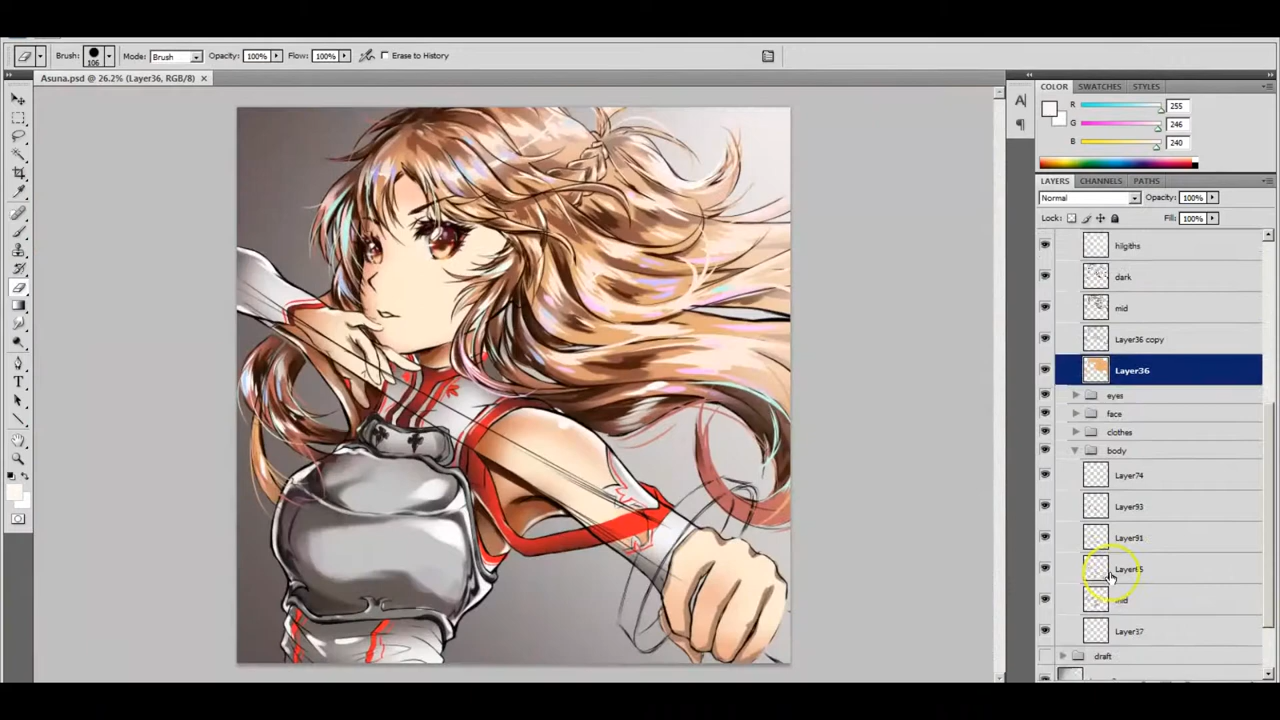 Brush: Mode: Brush Opacity: 100% Flow: 100% Erase to History
106
Asuna.psd @ 26.2% (Layer36, RGB/8) ×
COLOR SWATCHES STYLES
R 255
G 246
B 240
LAYERS CHANNELS PATHS
Normal Opacity: 100%
Lock: Fill: 100%
hilgiths
dark
mid
Layer36 copy
Layer36
eyes
face
clothes
body
Layer74
Layer93
Layer91
mid
Layer37
draft